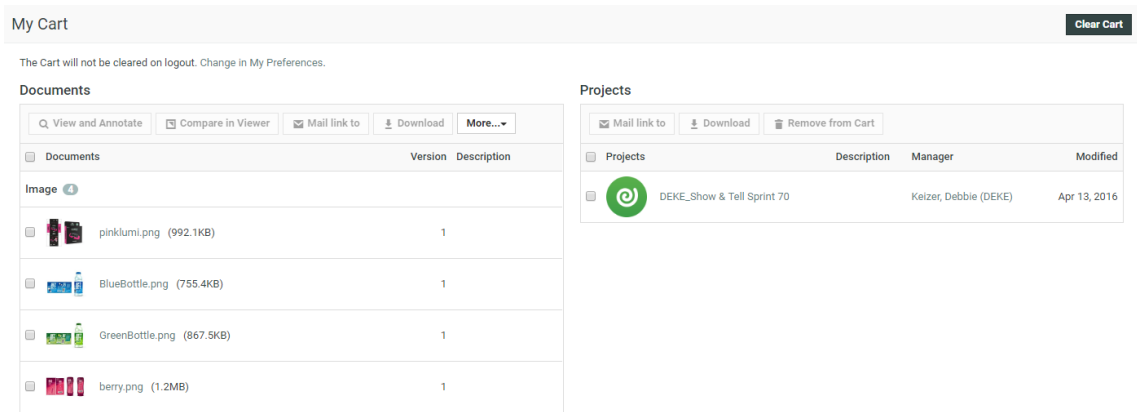 My Cart
Clear Cart
The Cart will not be cleared on logout. Change in My Preferences.
Documents
View and Annotate Compare in Viewer Mail link to Download More...
Documents Version Description
Image 4
pinklumi.png (992.1KB) 1
BlueBottle.png (755.4KB) 1
GreenBottle.png (867.5KB) 1
berry.png (1.2MB) 1
Projects
Mail link to Download Remove from Cart
Projects Description Manager Modified
DEKE_Show & Tell Sprint 70 Keizer, Debbie (DEKE) Apr 13, 2016